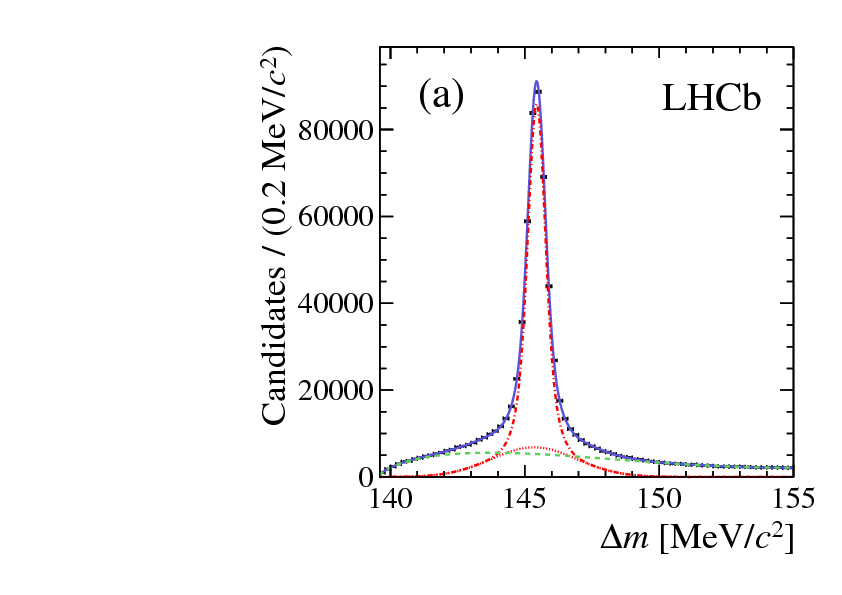 (a)
LHCb
Candidates / (0.2 MeV/c²)
80000
60000
40000
20000
0
140 145 150 155
Δm [MeV/c²]